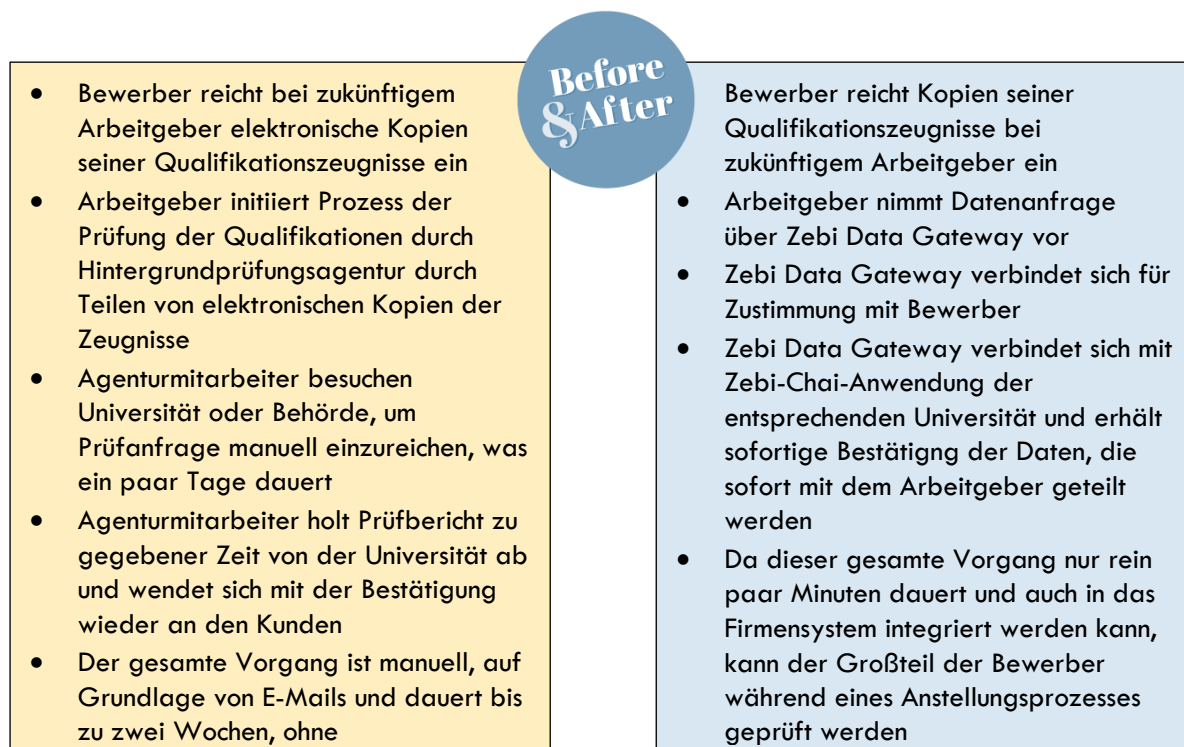 Before
& After
• Bewerber reicht bei zukünftigem
Arbeitgeber elektronische Kopien
seiner Qualifikationszeugnisse ein
• Arbeitgeber initiiert Prozess der
Prüfung der Qualifikationen durch
Hintergrundprüfungsagentur durch
Teilen von elektronischen Kopien der
Zeugnisse
• Agenturmitarbeiter besuchen
Universität oder Behörde, um
Prüfanfrage manuell einzureichen, was
ein paar Tage dauert
• Agenturmitarbeiter holt Prüfbericht zu
gegebener Zeit von der Universität ab
und wendet sich mit der Bestätigung
wieder an den Kunden
• Der gesamte Vorgang ist manuell, auf
Grundlage von E-Mails und dauert bis
zu zwei Wochen, ohne
Bewerber reicht Kopien seiner
Qualifikationszeugnisse bei
zukünftigem Arbeitgeber ein
• Arbeitgeber nimmt Datenanfrage
über Zebi Data Gateway vor
• Zebi Data Gateway verbindet sich für
Zustimmung mit Bewerber
• Zebi Data Gateway verbindet sich mit
Zebi-Chai-Anwendung der
entsprechenden Universität und erhält
sofortige Bestätigng der Daten, die
sofort mit dem Arbeitgeber geteilt
werden
• Da dieser gesamte Vorgang nur rein
paar Minuten dauert und auch in das
Firmensystem integriert werden kann,
kann der Großteil der Bewerber
während eines Anstellungsprozesses
geprüft werden